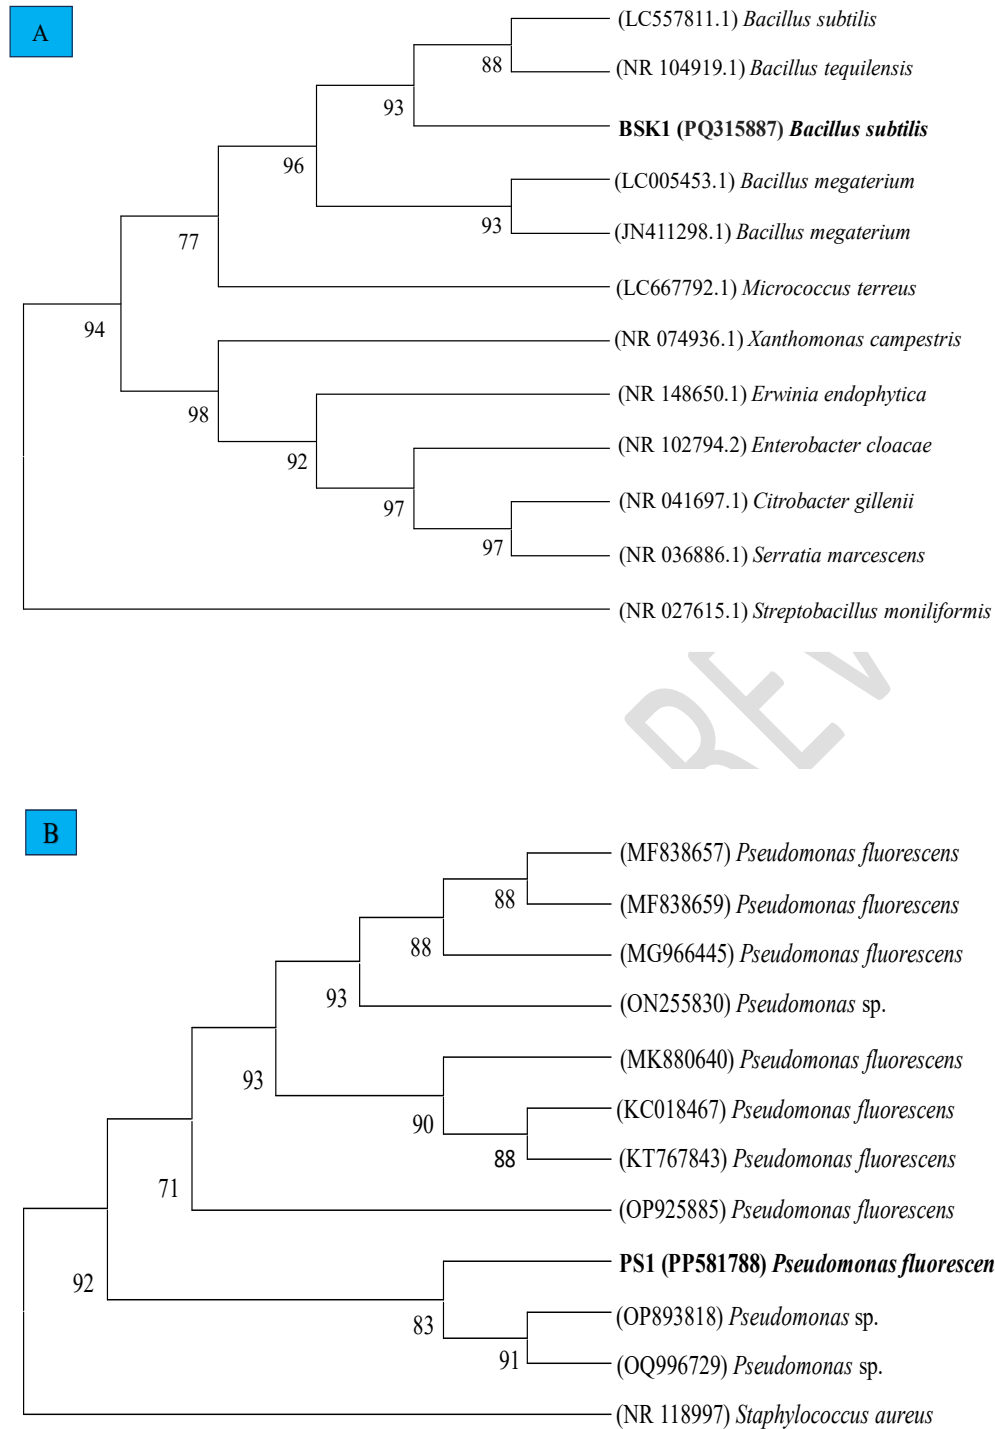 A
(LC557811.1) Bacillus subtilis
88
(NR 104919.1) Bacillus tequilensis
93
BSK1 (PQ315887) Bacillus subtilis
96
(LC005453.1) Bacillus megaterium
93
(JN411298.1) Bacillus megaterium
77
(LC667792.1) Micrococcus terreus
94
(NR 074936.1) Xanthomonas campestris
98
(NR 148650.1) Erwinia endophytica
92
(NR 102794.2) Enterobacter cloacae
97
(NR 041697.1) Citrobacter gillenii
97
(NR 036886.1) Serratia marcescens
(NR 027615.1) Streptobacillus moniliformis
REV
B
(MF838657) Pseudomonas fluorescens
88
(MF838659) Pseudomonas fluorescens
88
(MG966445) Pseudomonas fluorescens
93
(ON255830) Pseudomonas sp.
93
(MK880640) Pseudomonas fluorescens
90
(KC018467) Pseudomonas fluorescens
88
(KT767843) Pseudomonas fluorescens
71
(OP925885) Pseudomonas fluorescens
92
PS1 (PP581788) Pseudomonas fluorescen
83
(OP893818) Pseudomonas sp.
91
(OQ996729) Pseudomonas sp.
(NR 118997) Staphylococcus aureus